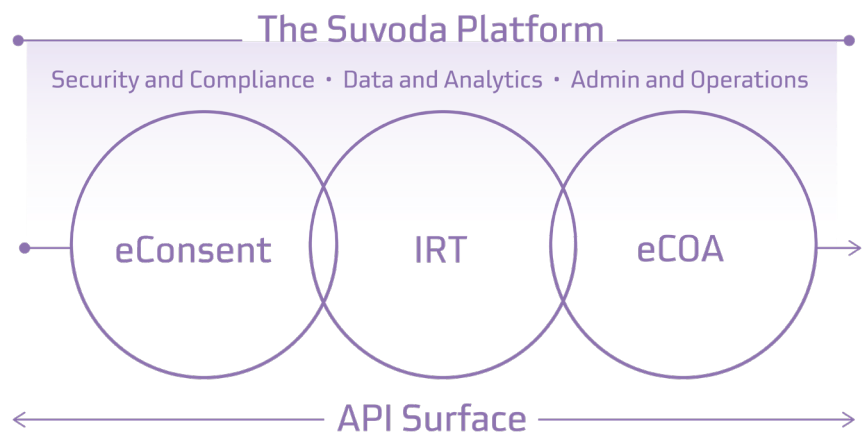 The Suvoda Platform
Security and Compliance • Data and Analytics • Admin and Operations
eConsent IRT eCOA
API Surface